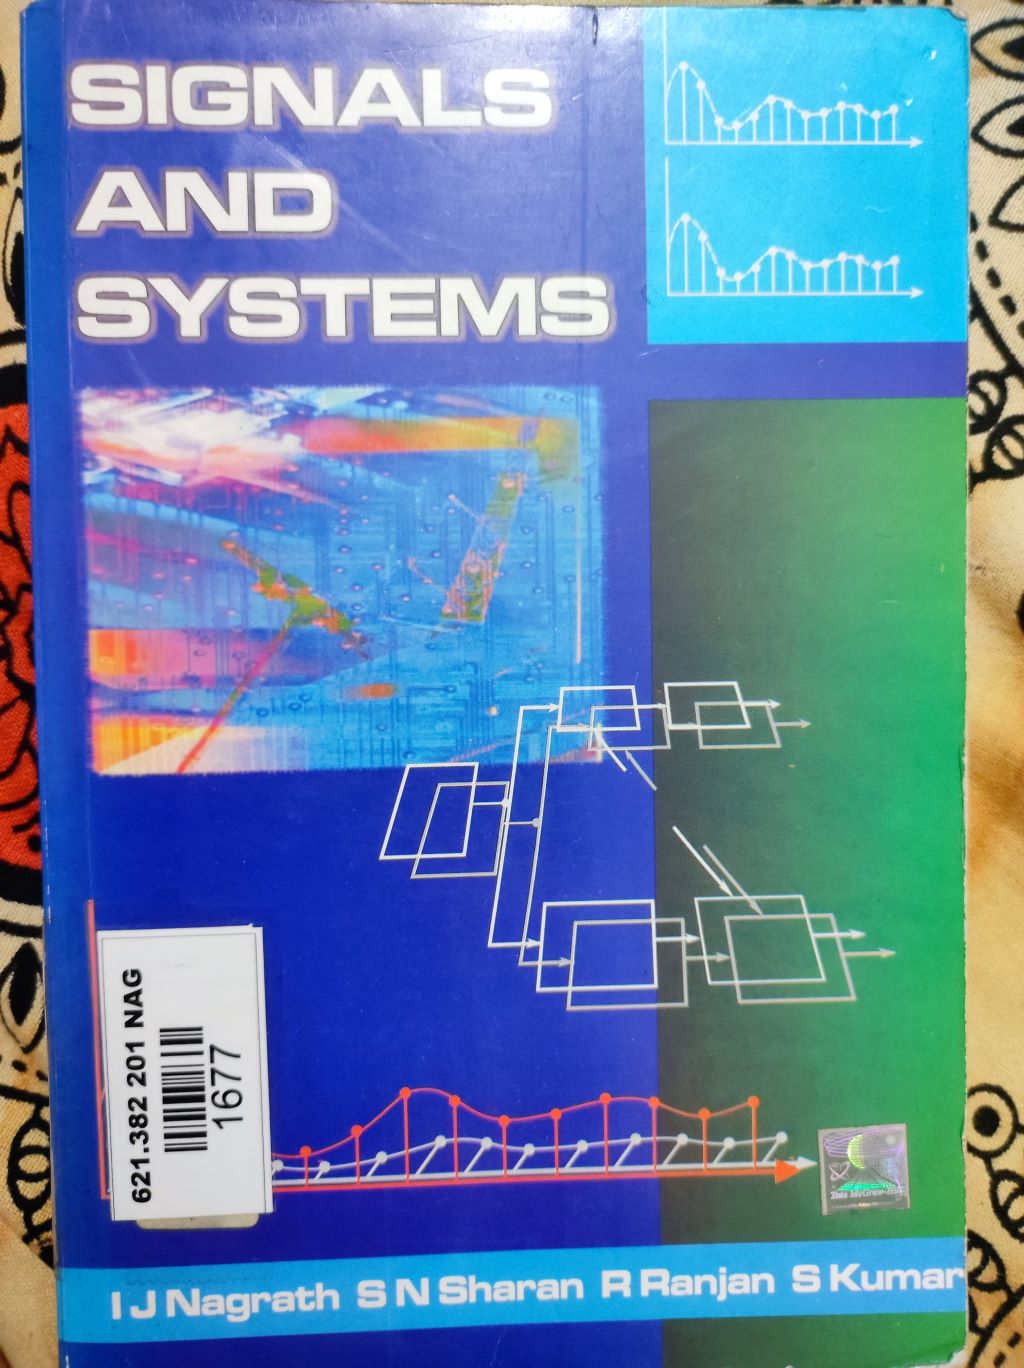 SIGNALS
AND
SYSTEMS
621.382 201 NAG
1677
Tata McGraw-Hill
I J Nagrath S N Sharan R Ranjan S Kumar